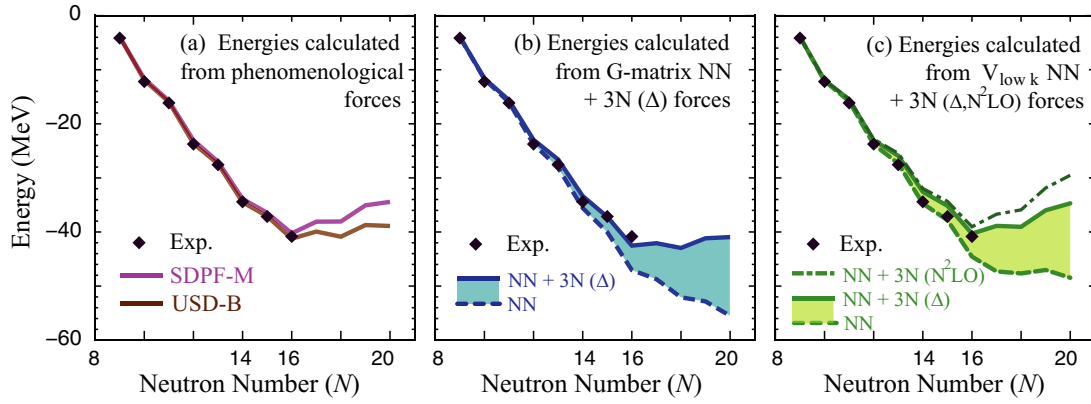 0
−20
−40
−60
Energy (MeV)
(a) Energies calculated
from phenomenological
forces
Exp.
SDPF-M
USD-B
8
14
16
20
Neutron Number (N)
(b) Energies calculated
from G-matrix NN
+ 3N (Δ) forces
Exp.
NN + 3N (Δ)
NN
8
14
16
20
Neutron Number (N)
(c) Energies calculated
from V low k NN
+ 3N (Δ,N²LO) forces
Exp.
NN + 3N (N²LO)
NN + 3N (Δ)
NN
8
14
16
20
Neutron Number (N)